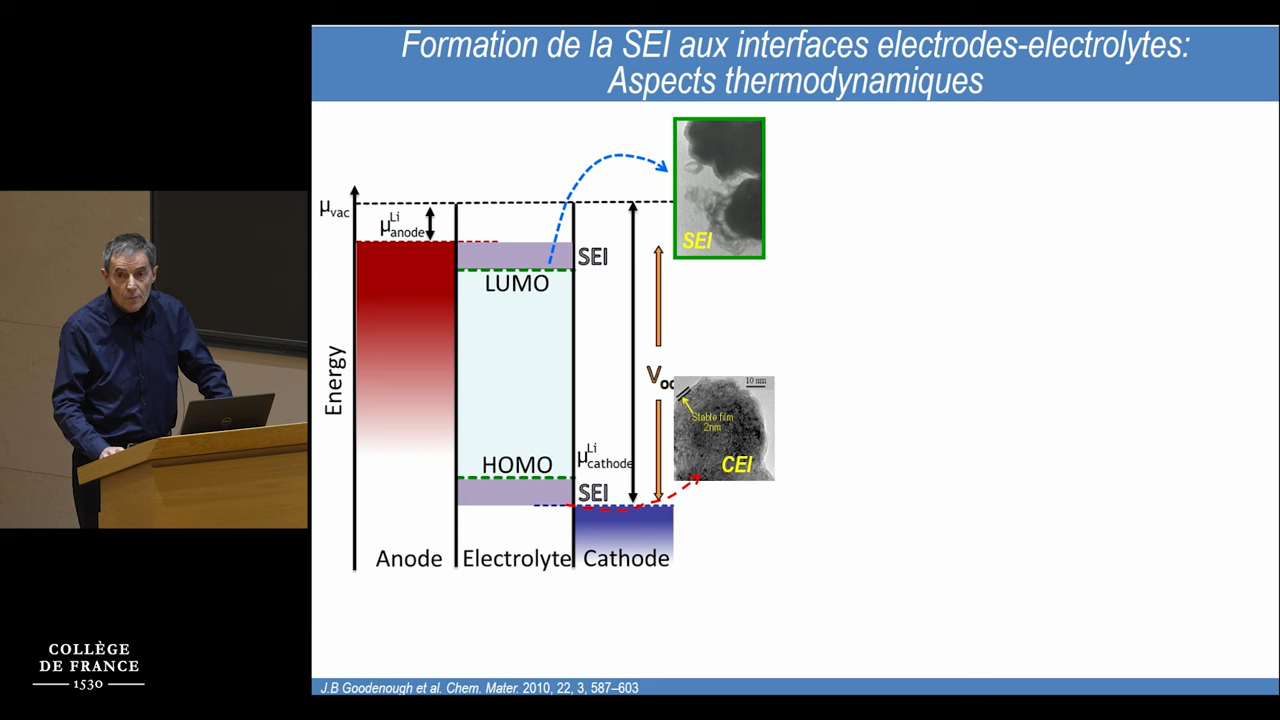 Formation de la SEI aux interfaces electrodes-electrolytes:
Aspects thermodynamiques
μvac
μ Li anode
SEI
LUMO
SEI
Energy
Voc
10 nm
Stable film
2nm
CEI
HOMO
μ Li cathode
SEI
Anode
Electrolyte
Cathode
COLLÈGE
DE FRANCE
1530
J.B Goodenough et al. Chem. Mater. 2010, 22, 3, 587–603